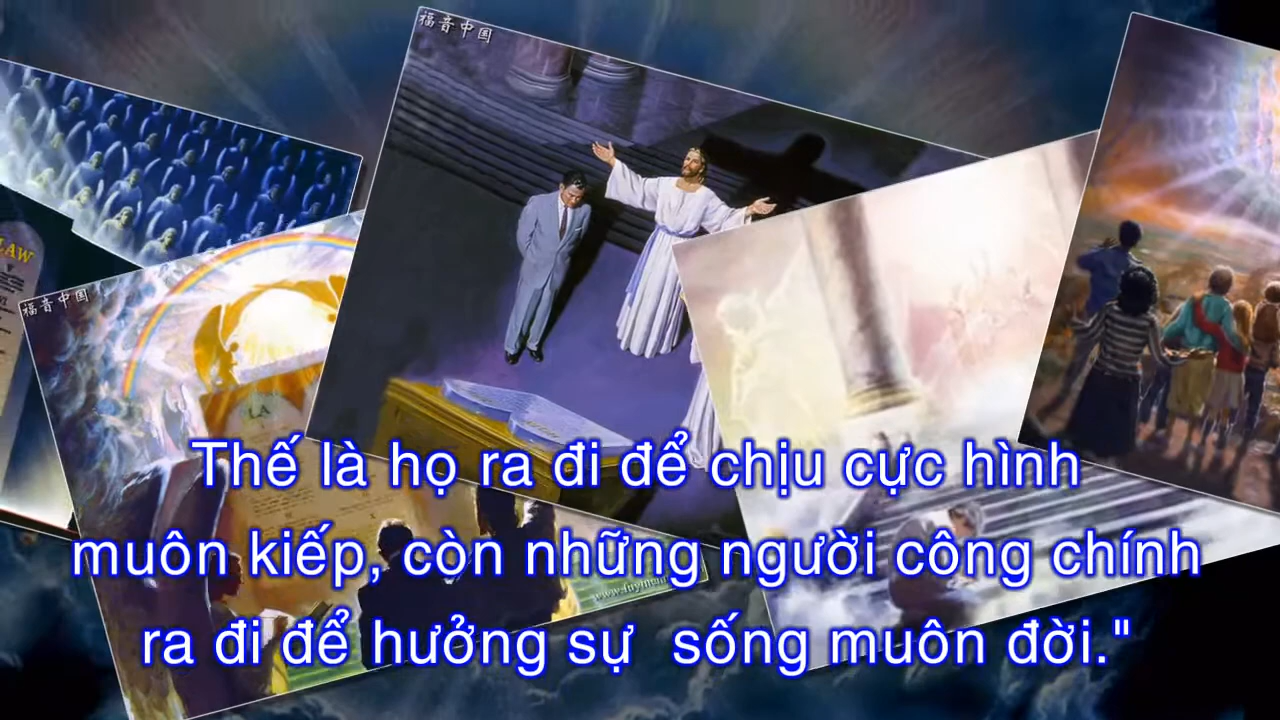 福音中国
LAW
福音中国
LA
Thế là họ ra đi để chịu cực hình
muôn kiếp, còn những người công chính
ra đi để hưởng sự sống muôn đời."